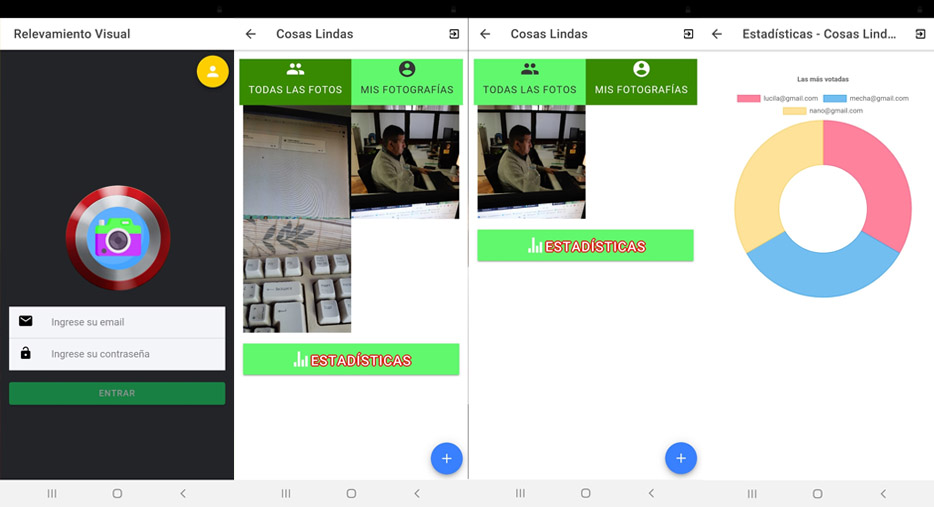 Relevamiento Visual
Ingrese su email
Ingrese su contraseña
ENTRAR
Cosas Lindas
TODAS LAS FOTOS
MIS FOTOGRAFÍAS
ESTADÍSTICAS
Cosas Lindas
TODAS LAS FOTOS
MIS FOTOGRAFÍAS
ESTADÍSTICAS
Estadísticas - Cosas Lind...
Las más votadas
lucila@gmail.com
mecha@gmail.com
nano@gmail.com